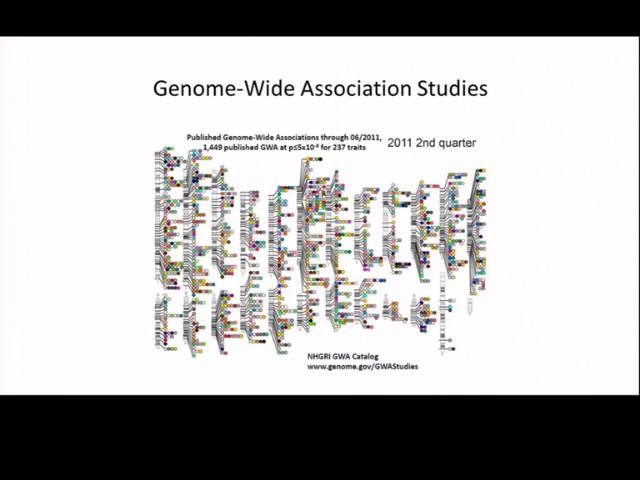 Genome-Wide Association Studies
Published Genome-Wide Associations through 06/2011,
1,449 published GWA at p≤5x10⁻⁸ for 237 traits
2011 2nd quarter
NHGRI GWA Catalog
www.genome.gov/GWAStudies